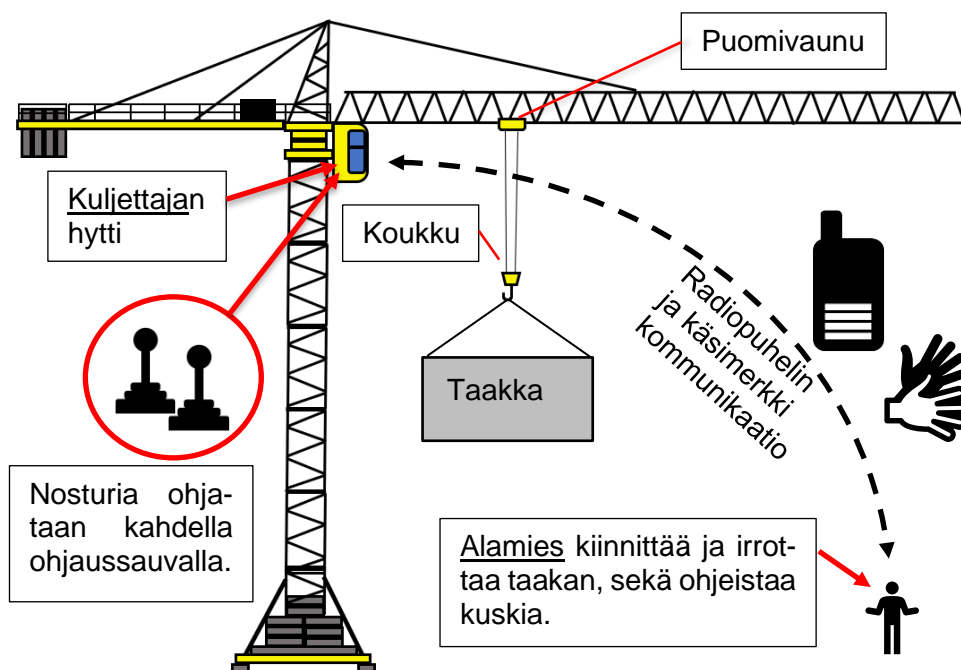 Puomivaunu
Kuljettajan
hytti
Koukku
Radiopuhelin
ja käsimerkki
kommunikaatio
Taakka
Nosturia ohja-
taan kahdella
ohjaussauvalla.
Alamies kiinnittää ja irrot-
taa taakan, sekä ohjeistaa
kuskia.